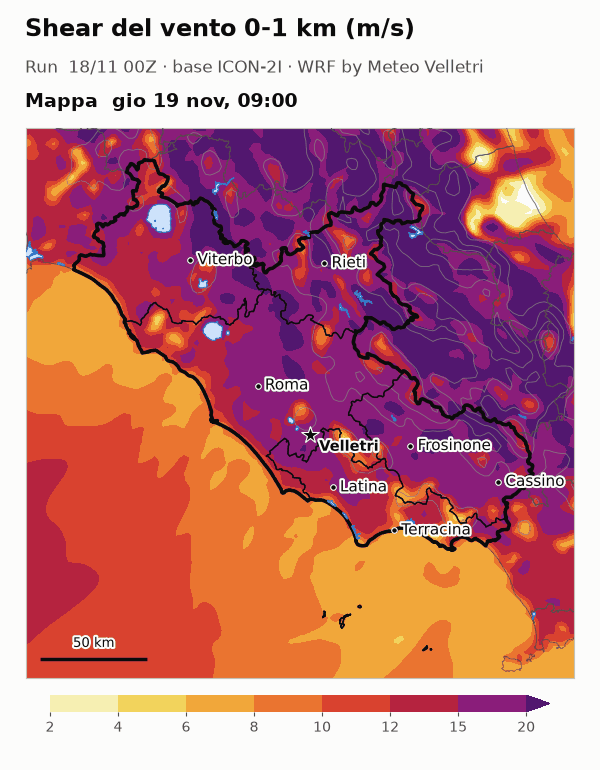 Shear del vento 0-1 km (m/s)
Run  18/11 00Z · base ICON-2I · WRF by Meteo Velletri
Mappa  gio 19 nov, 09:00
Viterbo
Rieti
Roma
Velletri
Frosinone
Cassino
Latina
Terracina
50 km
2 4 6 8 10 12 15 20